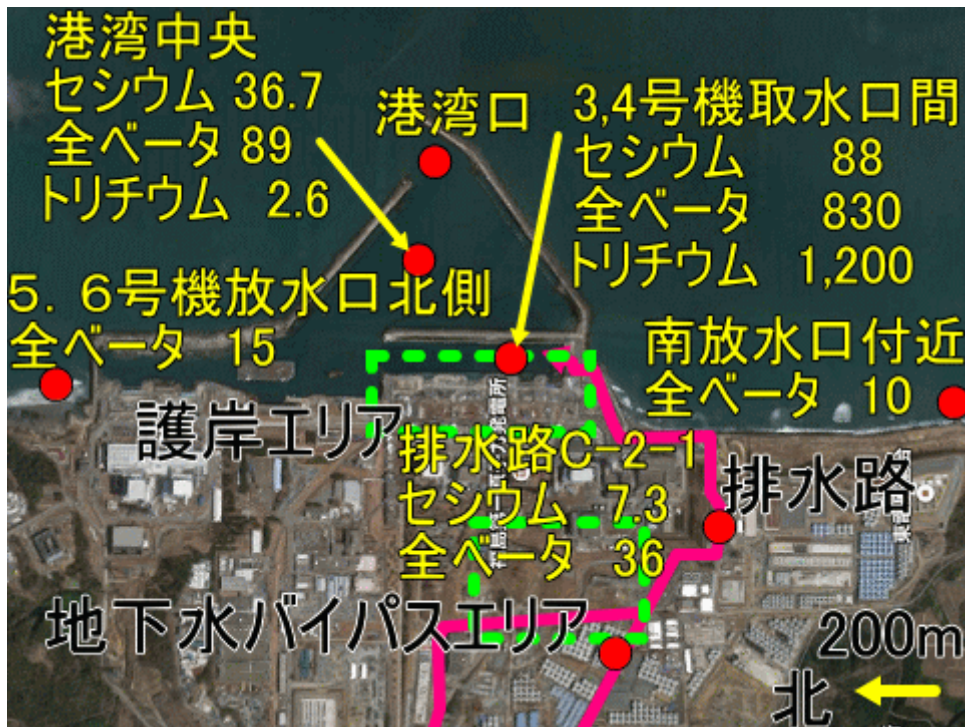 港湾中央
セシウム 36.7
全ベータ 89
トリチウム 2.6
港湾口
3,4号機取水口間
セシウム 88
全ベータ 830
トリチウム 1,200
5．6号機放水口北側
全ベータ 15
南放水口付近
全ベータ 10
護岸エリア
排水路C-2-1
セシウム 7.3
全ベータ 36
排水路
地下水バイパスエリア
200m
北